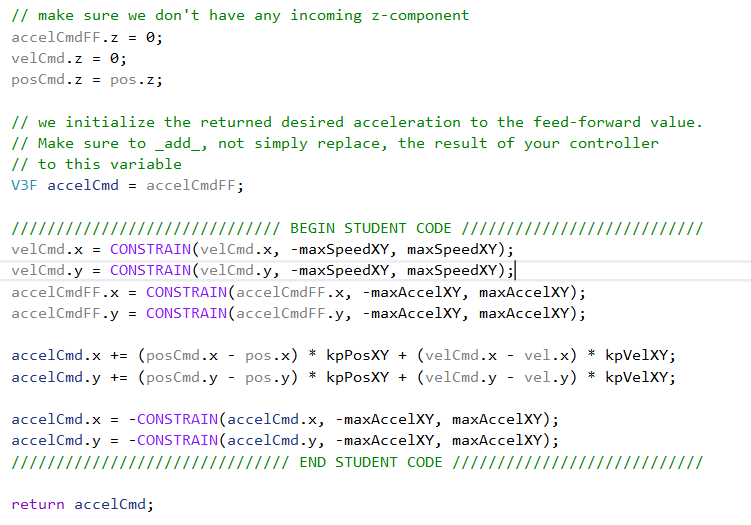 // make sure we don't have any incoming z-component
accelCmdFF.z = 0;
velCmd.z = 0;
posCmd.z = pos.z;
// we initialize the returned desired acceleration to the feed-forward value.
// Make sure to _add_, not simply replace, the result of your controller
// to this variable
V3F accelCmd = accelCmdFF;
////////////////////////////// BEGIN STUDENT CODE ///////////////////////////
velCmd.x = CONSTRAIN(velCmd.x, -maxSpeedXY, maxSpeedXY);
velCmd.y = CONSTRAIN(velCmd.y, -maxSpeedXY, maxSpeedXY);
accelCmdFF.x = CONSTRAIN(accelCmdFF.x, -maxAccelXY, maxAccelXY);
accelCmdFF.y = CONSTRAIN(accelCmdFF.y, -maxAccelXY, maxAccelXY);
accelCmd.x += (posCmd.x - pos.x) * kpPosXY + (velCmd.x - vel.x) * kpVelXY;
accelCmd.y += (posCmd.y - pos.y) * kpPosXY + (velCmd.y - vel.y) * kpVelXY;
accelCmd.x = -CONSTRAIN(accelCmd.x, -maxAccelXY, maxAccelXY);
accelCmd.y = -CONSTRAIN(accelCmd.y, -maxAccelXY, maxAccelXY);
/////////////////////////////// END STUDENT CODE ////////////////////////////
return accelCmd;